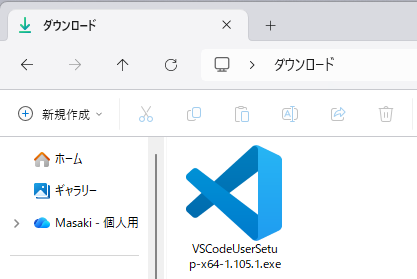 ダウンロード
ダウンロード
新規作成
ホーム
ギャラリー
Masaki - 個人用
VSCodeUserSetu
p-x64-1.105.1.exe